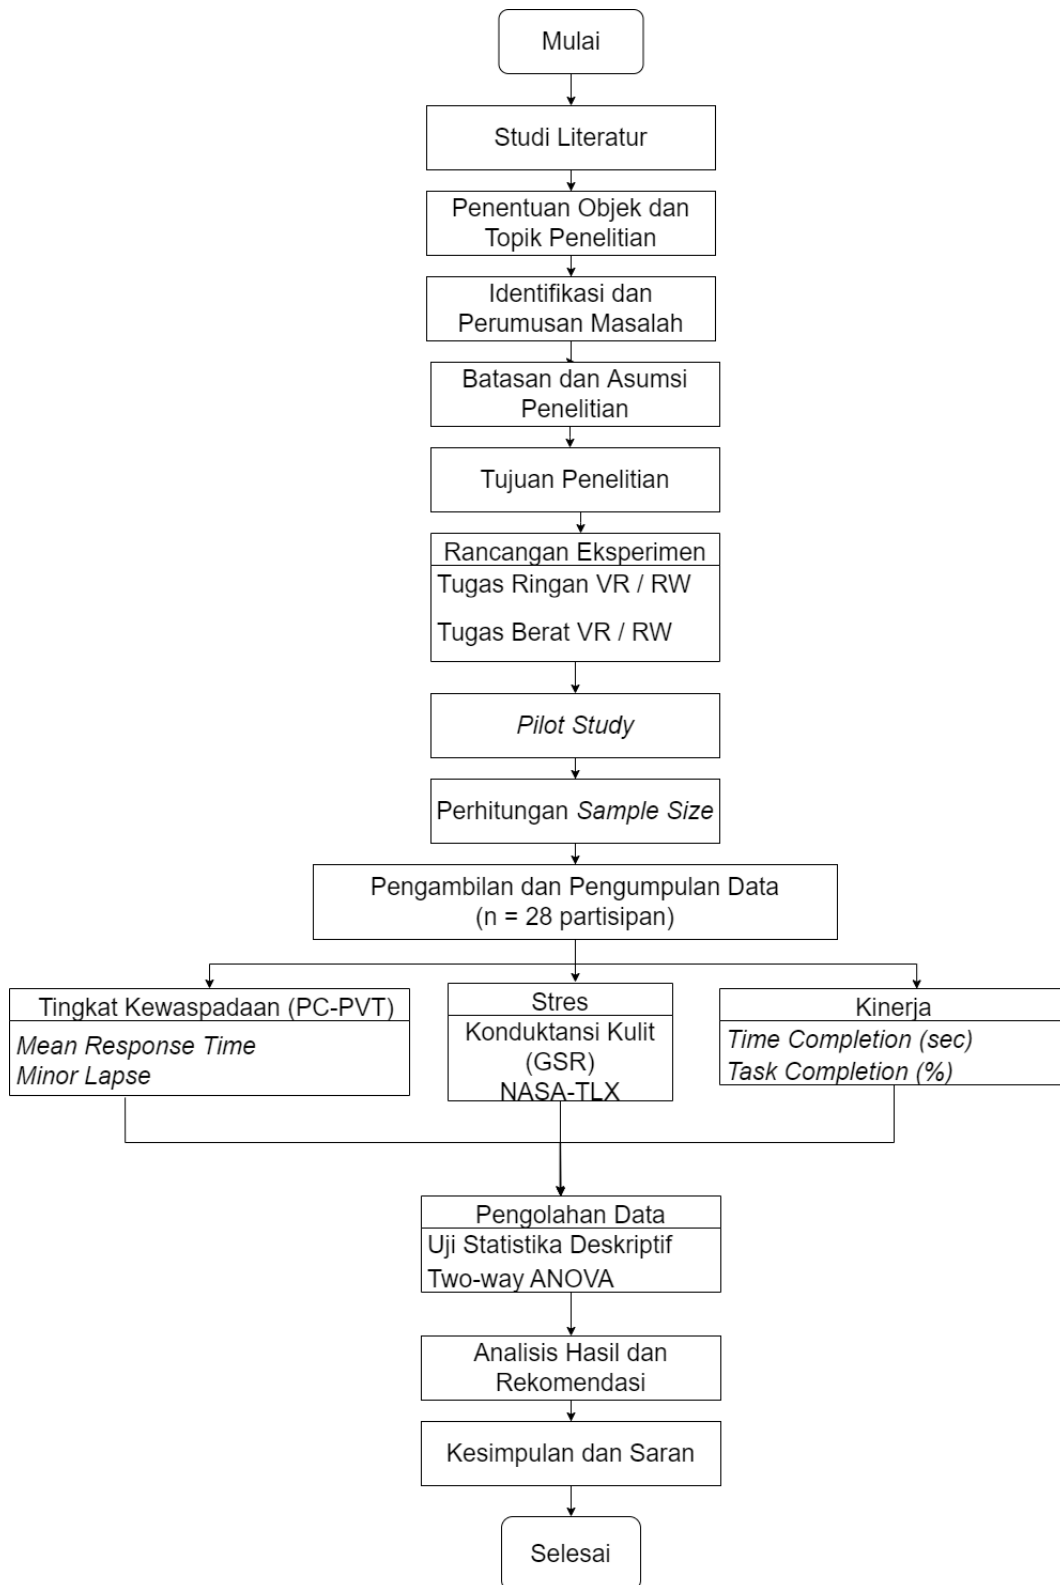 Mulai
Studi Literatur
Penentuan Objek dan
Topik Penelitian
Identifikasi dan
Perumusan Masalah
Batasan dan Asumsi
Penelitian
Tujuan Penelitian
Rancangan Eksperimen
Tugas Ringan VR / RW
Tugas Berat VR / RW
Pilot Study
Perhitungan Sample Size
Pengambilan dan Pengumpulan Data
(n = 28 partisipan)
Tingkat Kewaspadaan (PC-PVT)
Mean Response Time
Minor Lapse
Stres
Konduktansi Kulit
(GSR)
NASA-TLX
Kinerja
Time Completion (sec)
Task Completion (%)
Pengolahan Data
Uji Statistika Deskriptif
Two-way ANOVA
Analisis Hasil dan
Rekomendasi
Kesimpulan dan Saran
Selesai